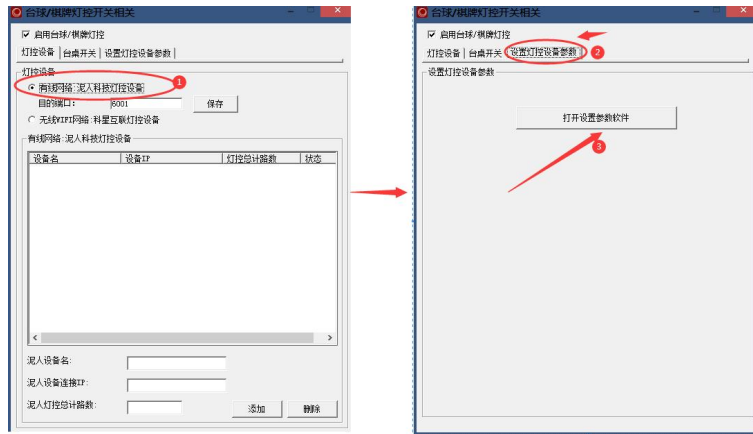 台球/棋牌灯控开关相关
启用台球/棋牌灯控
灯控设备 台桌开关 设置灯控设备参数
灯控设备
有线网络:泥人科技灯控设备
1
目的端口: 6001 保存
无线WIFI网络:科星互联灯控设备
有线网络:泥人科技灯控设备
设备名 设备IP 灯控总计路数 状态
泥人设备名:
泥人设备连接IP:
泥人灯控总计路数:
添加 删除
台球/棋牌灯控开关相关
启用台球/棋牌灯控
灯控设备 台桌开关 设置灯控设备参数
2
设置灯控设备参数
打开设置参数软件
3